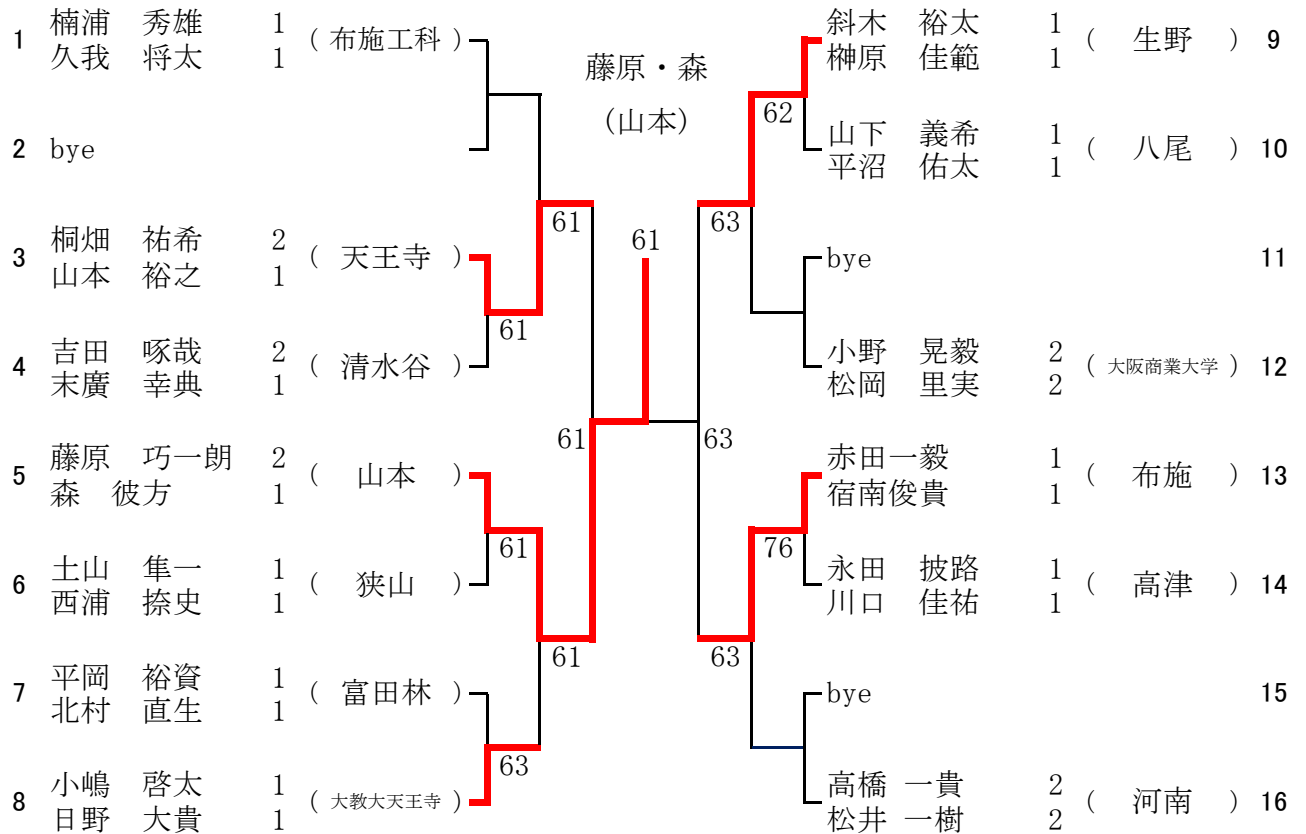 1 楠浦 秀雄 1 ( 布施工科 )
久我 将太 1
2 bye
3 桐畑 祐希 2 ( 天王寺 )
山本 裕之 1
4 吉田 啄哉 2 ( 清水谷 )
末廣 幸典 1
5 藤原 巧一朗 2 ( 山本 )
森 彼方 1
6 土山 隼一 1 ( 狭山 )
西浦 捺史 1
7 平岡 裕資 1 ( 富田林 )
北村 直生 1
8 小嶋 啓太 1 ( 大教大天王寺 )
日野 大貴 1
61
61
61
63
61
61
藤原・森
(山本)
61
63
62
63
76
63
斜木 裕太 1 ( 生野 ) 9
榊原 佳範 1
山下 義希 1 ( 八尾 ) 10
平沼 佑太 1
bye 11
小野 晃毅 2 ( 大阪商業大学 ) 12
松岡 里実 2
赤田一毅 1 ( 布施 ) 13
宿南俊貴 1
永田 披路 1 ( 高津 ) 14
川口 佳祐 1
bye 15
高橋 一貴 2 ( 河南 ) 16
松井 一樹 2